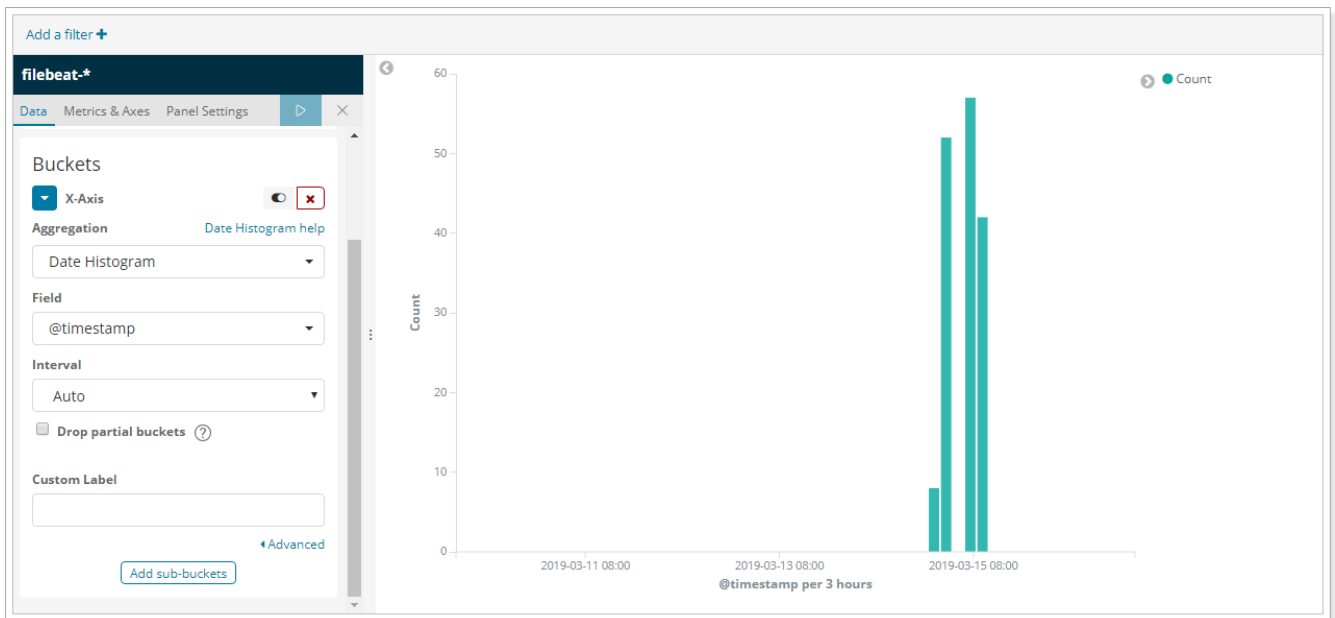 Add a filter +
filebeat-*
Data Metrics & Axes Panel Settings
Buckets
X-Axis
Aggregation Date Histogram help
Date Histogram
Field
@timestamp
Interval
Auto
Drop partial buckets ?
Custom Label
Advanced
Add sub-buckets
60
50
40
30
20
10
0
Count
2019-03-11 08:00 2019-03-13 08:00 2019-03-15 08:00
@timestamp per 3 hours
Count